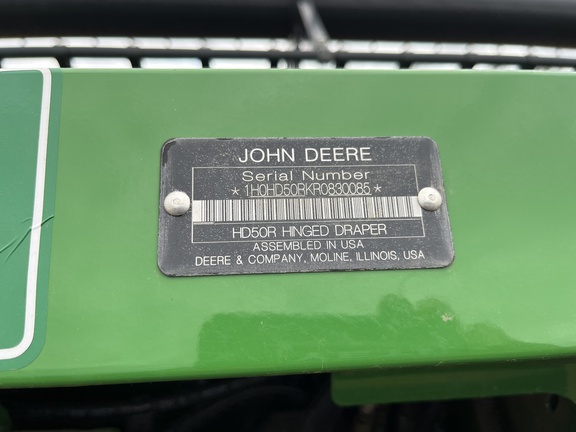 JOHN DEERE
Serial Number
*1H0HD50RKR0830085*
HD50R HINGED DRAPER
ASSEMBLED IN USA
DEERE & COMPANY, MOLINE, ILLINOIS, USA